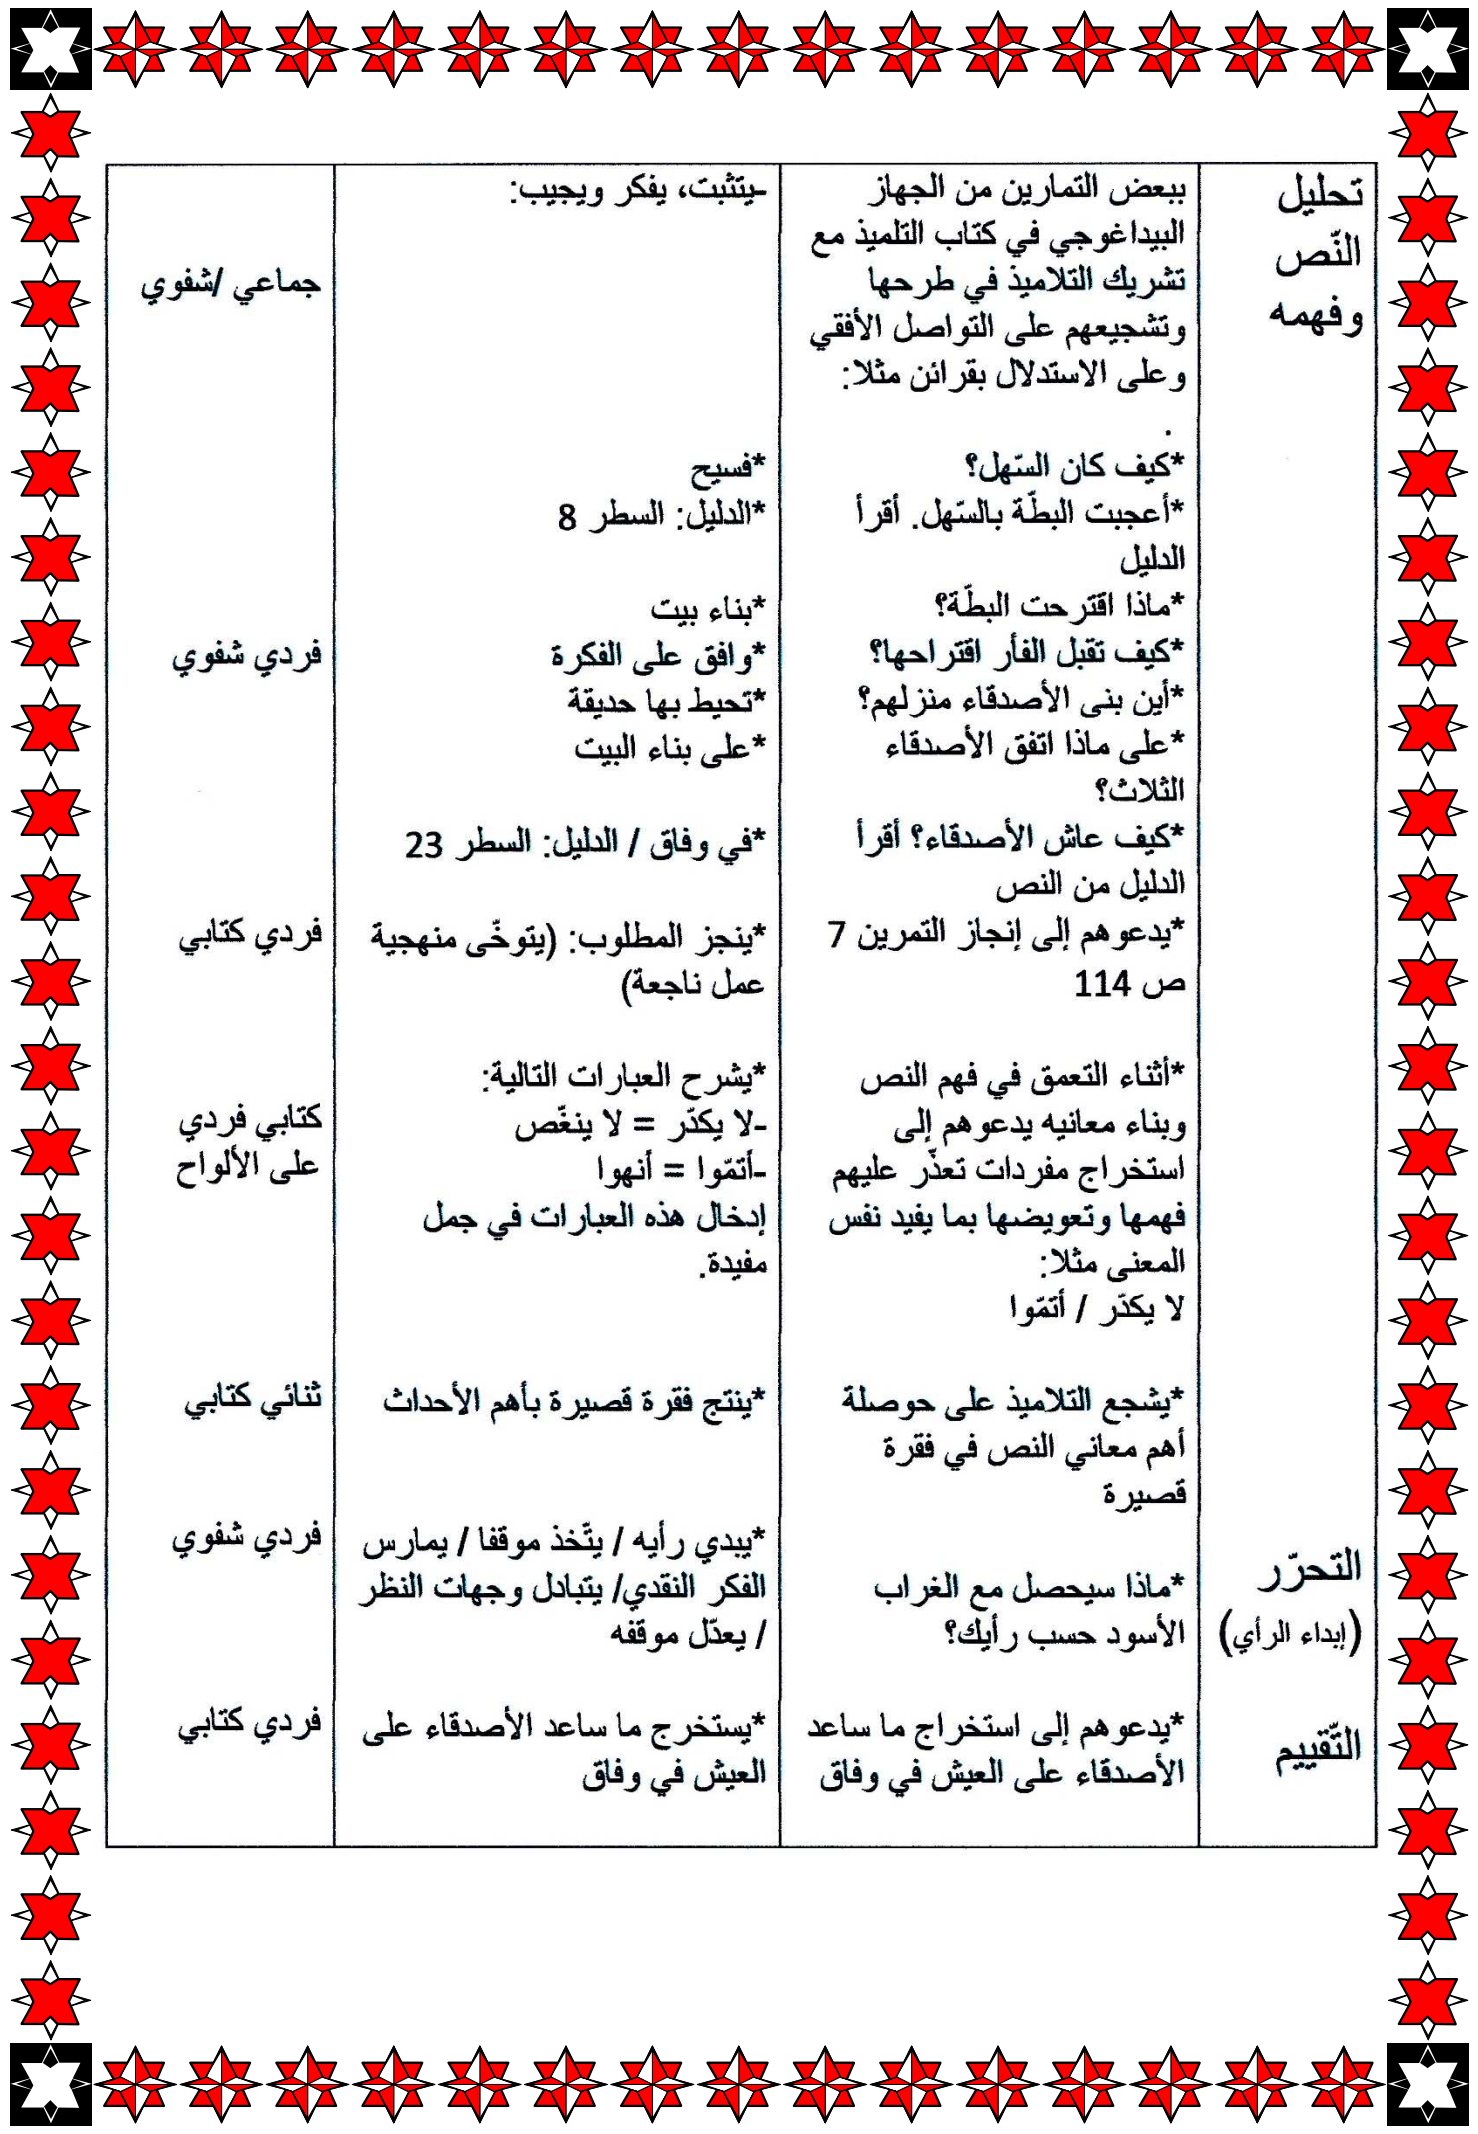 تحليل
النّص
وفهمه
ببعض التمارين من الجهاز
البيداغوجي في كتاب التلميذ مع
تشريك التلاميذ في طرحها
وتشجيعهم على التواصل الأفقي
وعلى الاستدلال بقرائن مثلا:
.
*كيف كان السّهل؟
*أعجبت البطّة بالسّهل. أقرأ
الدليل
*ماذا اقترحت البطّة؟
*كيف تقبل الفأر اقتراحها؟
*أين بنى الأصدقاء منزلهم؟
*على ماذا اتفق الأصدقاء
الثلاث؟
*كيف عاش الأصدقاء؟ أقرأ
الدليل من النص
*يدعوهم إلى إنجاز التمرين 7
ص 114
*أثناء التعمق في فهم النص
وبناء معانيه يدعوهم إلى
استخراج مفردات تعذّر عليهم
فهمها وتعويضها بما يفيد نفس
المعنى مثلا:
لا يكدّر / أتمّوا
*يشجع التلاميذ على حوصلة
أهم معاني النص في فقرة
قصيرة
-يتثبت، يفكر ويجيب:
*فسيح
*الدليل: السطر 8
*بناء بيت
*وافق على الفكرة
*تحيط بها حديقة
*على بناء البيت
*في وفاق / الدليل: السطر 23
*ينجز المطلوب: (يتوخّى منهجية
عمل ناجعة)
*يشرح العبارات التالية:
-لا يكدّر = لا ينغّص
-أتمّوا = أنهوا
إدخال هذه العبارات في جمل
مفيدة.
*ينتج فقرة قصيرة بأهم الأحداث
جماعي /شفوي
فردي شفوي
فردي كتابي
كتابي فردي
على الألواح
ثنائي كتابي
التحرّر
(إبداء الرأي)
*ماذا سيحصل مع الغراب
الأسود حسب رأيك؟
*يبدي رأيه / يتّخذ موقفا / يمارس
الفكر النقدي/ يتبادل وجهات النظر
/ يعدّل موقفه
فردي شفوي
التّقييم
*يدعوهم إلى استخراج ما ساعد
الأصدقاء على العيش في وفاق
*يستخرج ما ساعد الأصدقاء على
العيش في وفاق
فردي كتابي